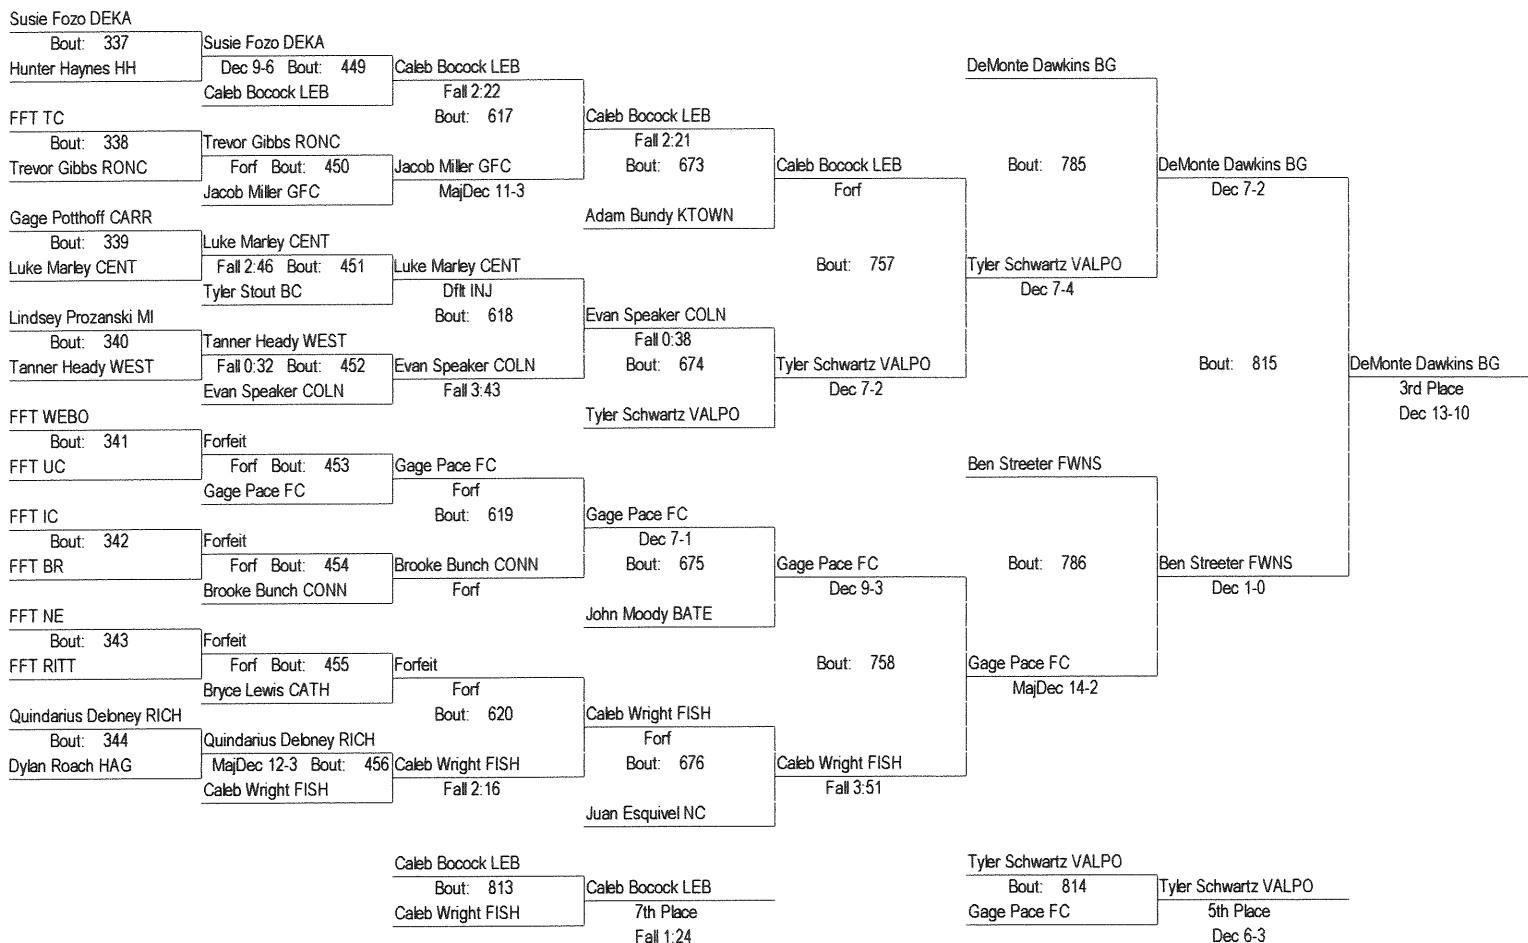 Susie Fozo DEKA
Bout: 337
Hunter Haynes HH
FFT TC
Bout: 338
Trevor Gibbs RONC
Gage Potthoff CARR
Bout: 339
Luke Marley CENT
Lindsey Prozanski MI
Bout: 340
Tanner Heady WEST
FFT WEBO
Bout: 341
FFT UC
FFT IC
Bout: 342
FFT BR
FFT NE
Bout: 343
FFT RITT
Quindarius Deloney RICH
Bout: 344
Dylan Roach HAG
Susie Fozo DEKA
Dec 9-6 Bout: 449
Caleb Bocock LEB
Trevor Gibbs RONC
Forf Bout: 450
Jacob Miller GFC
Luke Marley CENT
Fall 2:46 Bout: 451
Tyler Stout BC
Tanner Heady WEST
Fall 0:32 Bout: 452
Evan Speaker COLN
Forfeit
Forf Bout: 453
Gage Pace FC
Forfeit
Forf Bout: 454
Brooke Bunch CONN
Forfeit
Forf Bout: 455
Bryce Lewis CATH
Quindarius Deloney RICH
MajDec 12-3 Bout: 456
Caleb Wright FISH
Caleb Bocock LEB
Fall 2:22
Bout: 617
Jacob Miller GFC
MajDec 11-3
Luke Marley CENT
Dflt INJ
Bout: 618
Evan Speaker COLN
Fall 3:43
Gage Pace FC
Forf
Bout: 619
Brooke Bunch CONN
Forf
Forfeit
Forf
Bout: 620
Caleb Wright FISH
Fall 2:16
Caleb Bocock LEB
Fall 2:21
Bout: 673
Adam Bundy KTOWN
Evan Speaker COLN
Fall 0:38
Bout: 674
Tyler Schwartz VALPO
Gage Pace FC
Dec 7-1
Bout: 675
John Moody BATE
Caleb Wright FISH
Forf
Bout: 676
Juan Esquivel NC
Caleb Bocock LEB
Forf
Bout: 757
Tyler Schwartz VALPO
Dec 7-2
Gage Pace FC
Dec 9-3
Bout: 758
Caleb Wright FISH
Fall 3:51
DeMonte Dawkins BG
Bout: 785
Tyler Schwartz VALPO
Dec 7-4
Ben Streeter FWNS
Bout: 786
Gage Pace FC
MajDec 14-2
DeMonte Dawkins BG
Dec 7-2
Bout: 815
Ben Streeter FWNS
Dec 1-0
DeMonte Dawkins BG
3rd Place
Dec 13-10
Caleb Bocock LEB
Bout: 813
Caleb Wright FISH
Caleb Bocock LEB
7th Place
Fall 1:24
Tyler Schwartz VALPO
Bout: 814
Gage Pace FC
Tyler Schwartz VALPO
5th Place
Dec 6-3